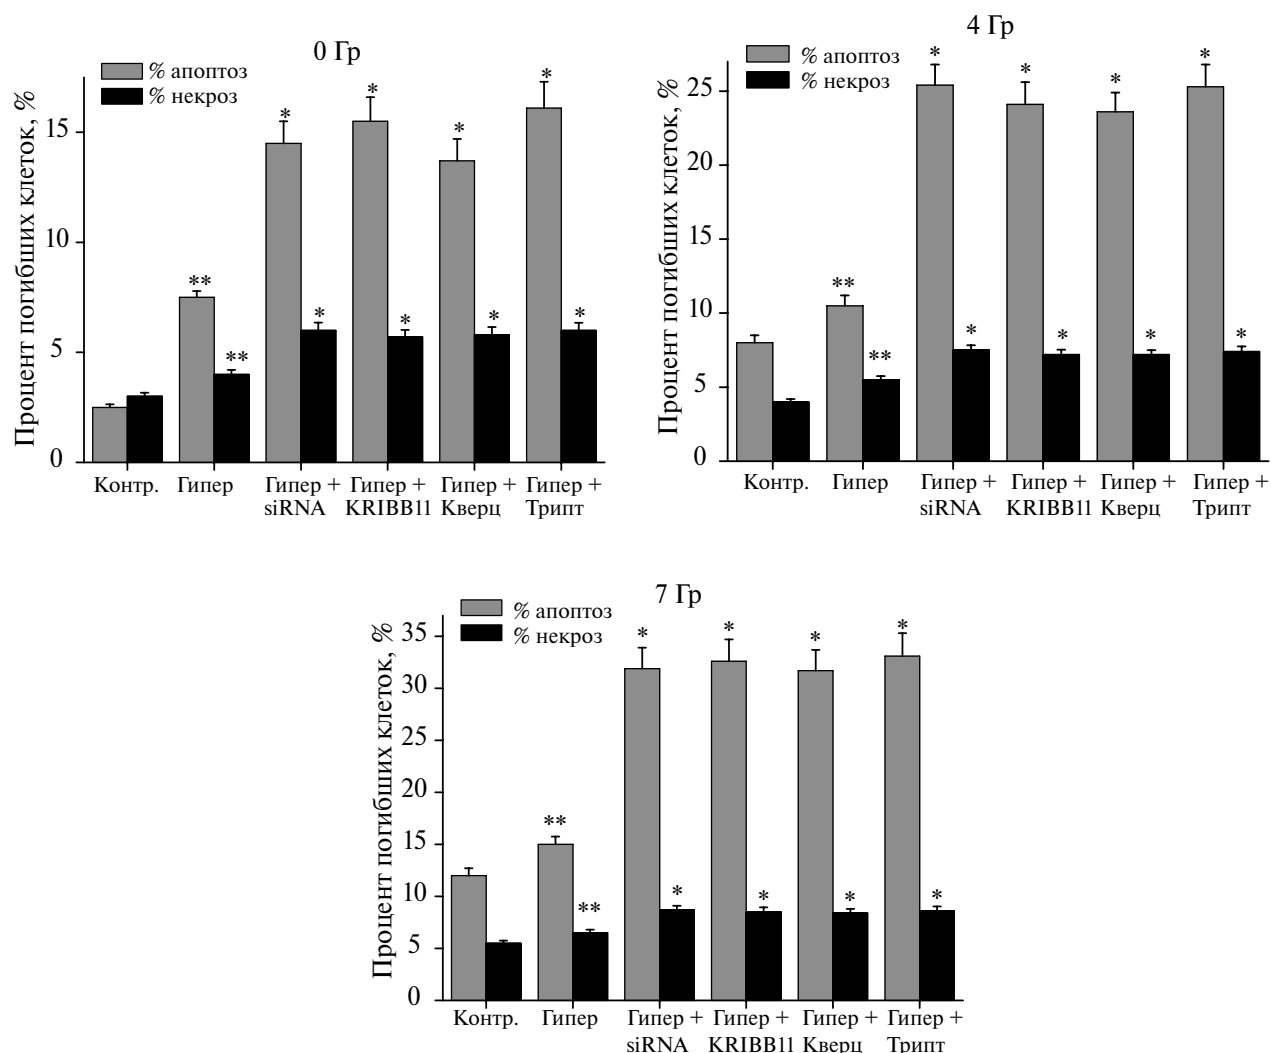 0 Гр
% апоптоз
% некроз
Процент погибших клеток, %
15
10
5
0
** ** * * * * * * * *
Контр. Гипер Гипер + Гипер + Гипер + Гипер +
siRNA KRIBB11 Кверц Трипт
4 Гр
% апоптоз
% некроз
Процент погибших клеток, %
25
20
15
10
5
0
** ** * * * * * * * *
Контр. Гипер Гипер + Гипер + Гипер + Гипер +
siRNA KRIBB11 Кверц Трипт
7 Гр
% апоптоз
% некроз
Процент погибших клеток, %
35
30
25
20
15
10
5
0
** ** * * * * * * * *
Контр. Гипер Гипер + Гипер + Гипер + Гипер +
siRNA KRIBB11 Кверц Трипт